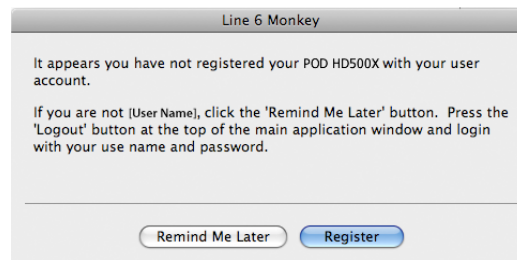 Line 6 Monkey
It appears you have not registered your POD HD500X with your user
account.
If you are not [User Name], click the 'Remind Me Later' button. Press the
'Logout' button at the top of the main application window and login
with your use name and password.
Remind Me Later
Register